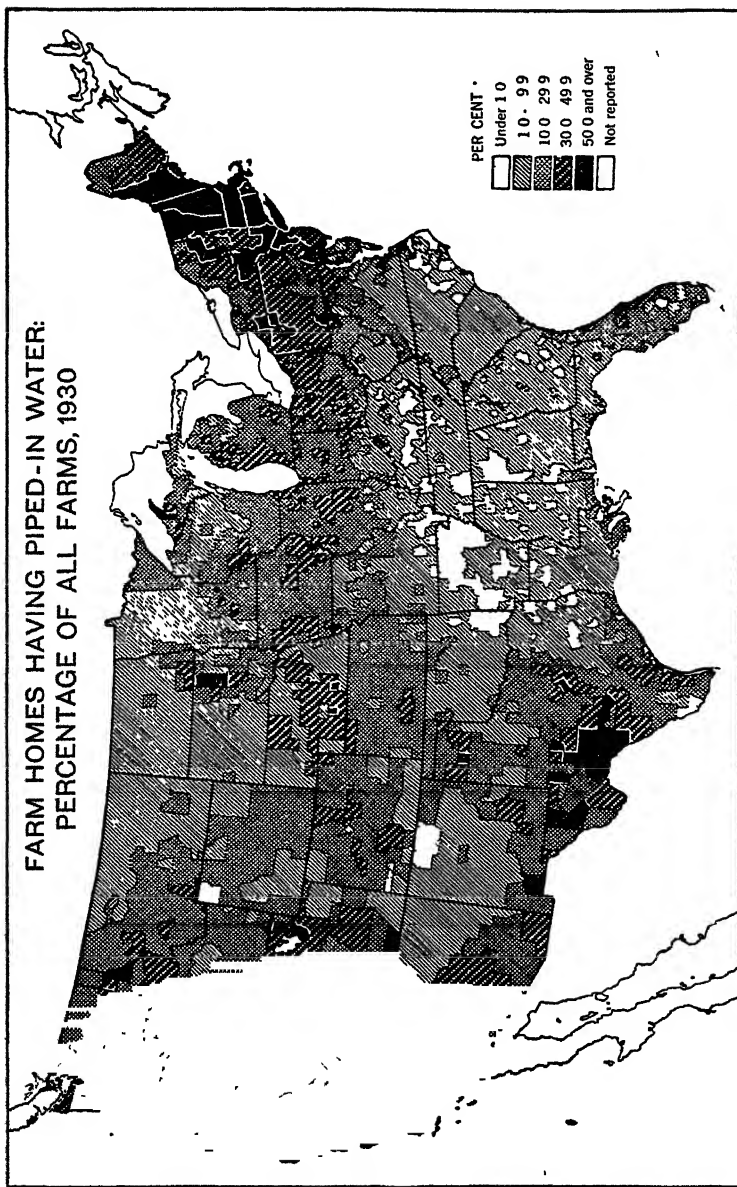 FARM HOMES HAVING PIPED-IN WATER:
PERCENTAGE OF ALL FARMS, 1930
PER CENT •
Under 1 0
1 0 - 9 9
10 0 29 9
30 0 49 9
50 0 and over
Not reported